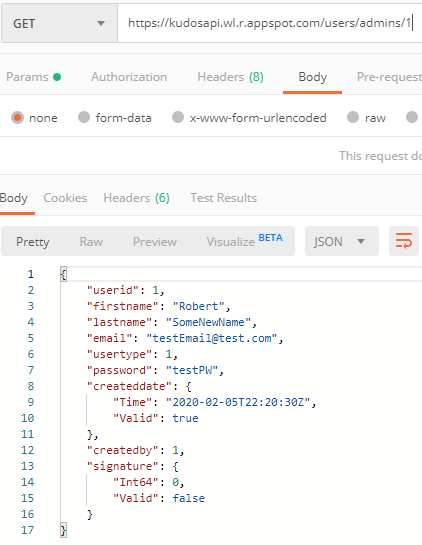 GET https://kudosapi.wl.r.appspot.com/users/admins/1
Params Authorization Headers (8) Body Pre-request
none form-data x-www-form-urlencoded raw
This request do
Body Cookies Headers (6) Test Results
Pretty Raw Preview Visualize BETA JSON
1 {
2 "userid": 1,
3 "firstname": "Robert",
4 "lastname": "SomeNewName",
5 "email": "testEmail@test.com",
6 "usertype": 1,
7 "password": "testPW",
8 "createddate": {
9 "Time": "2020-02-05T22:20:30Z",
10 "Valid": true
11 },
12 "createdby": 1,
13 "signature": {
14 "Int64": 0,
15 "Valid": false
16 }
17 }